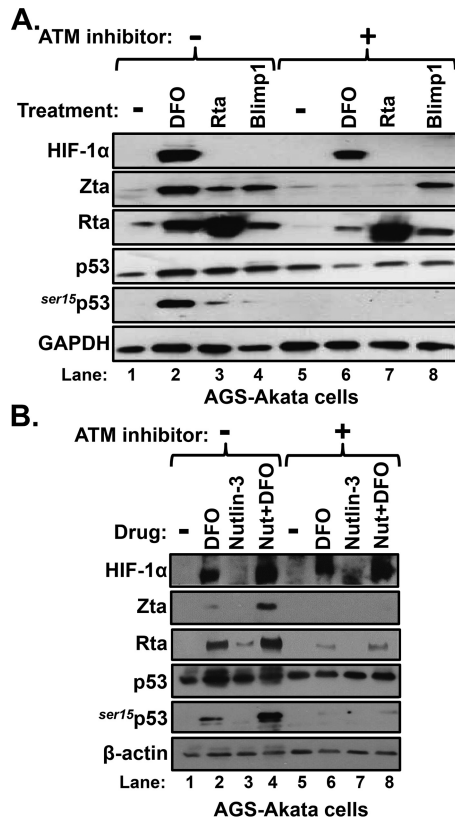 A.
ATM inhibitor: - +
Treatment: - DFO Rta Blimp1 - DFO Rta Blimp1
HIF-1α
Zta
Rta
p53
ser15p53
GAPDH
Lane: 1 2 3 4 5 6 7 8
AGS-Akata cells
B.
ATM inhibitor: - +
Drug: - DFO Nutlin-3 Nut+DFO - DFO Nutlin-3 Nut+DFO
HIF-1α
Zta
Rta
p53
ser15p53
β-actin
Lane: 1 2 3 4 5 6 7 8
AGS-Akata cells